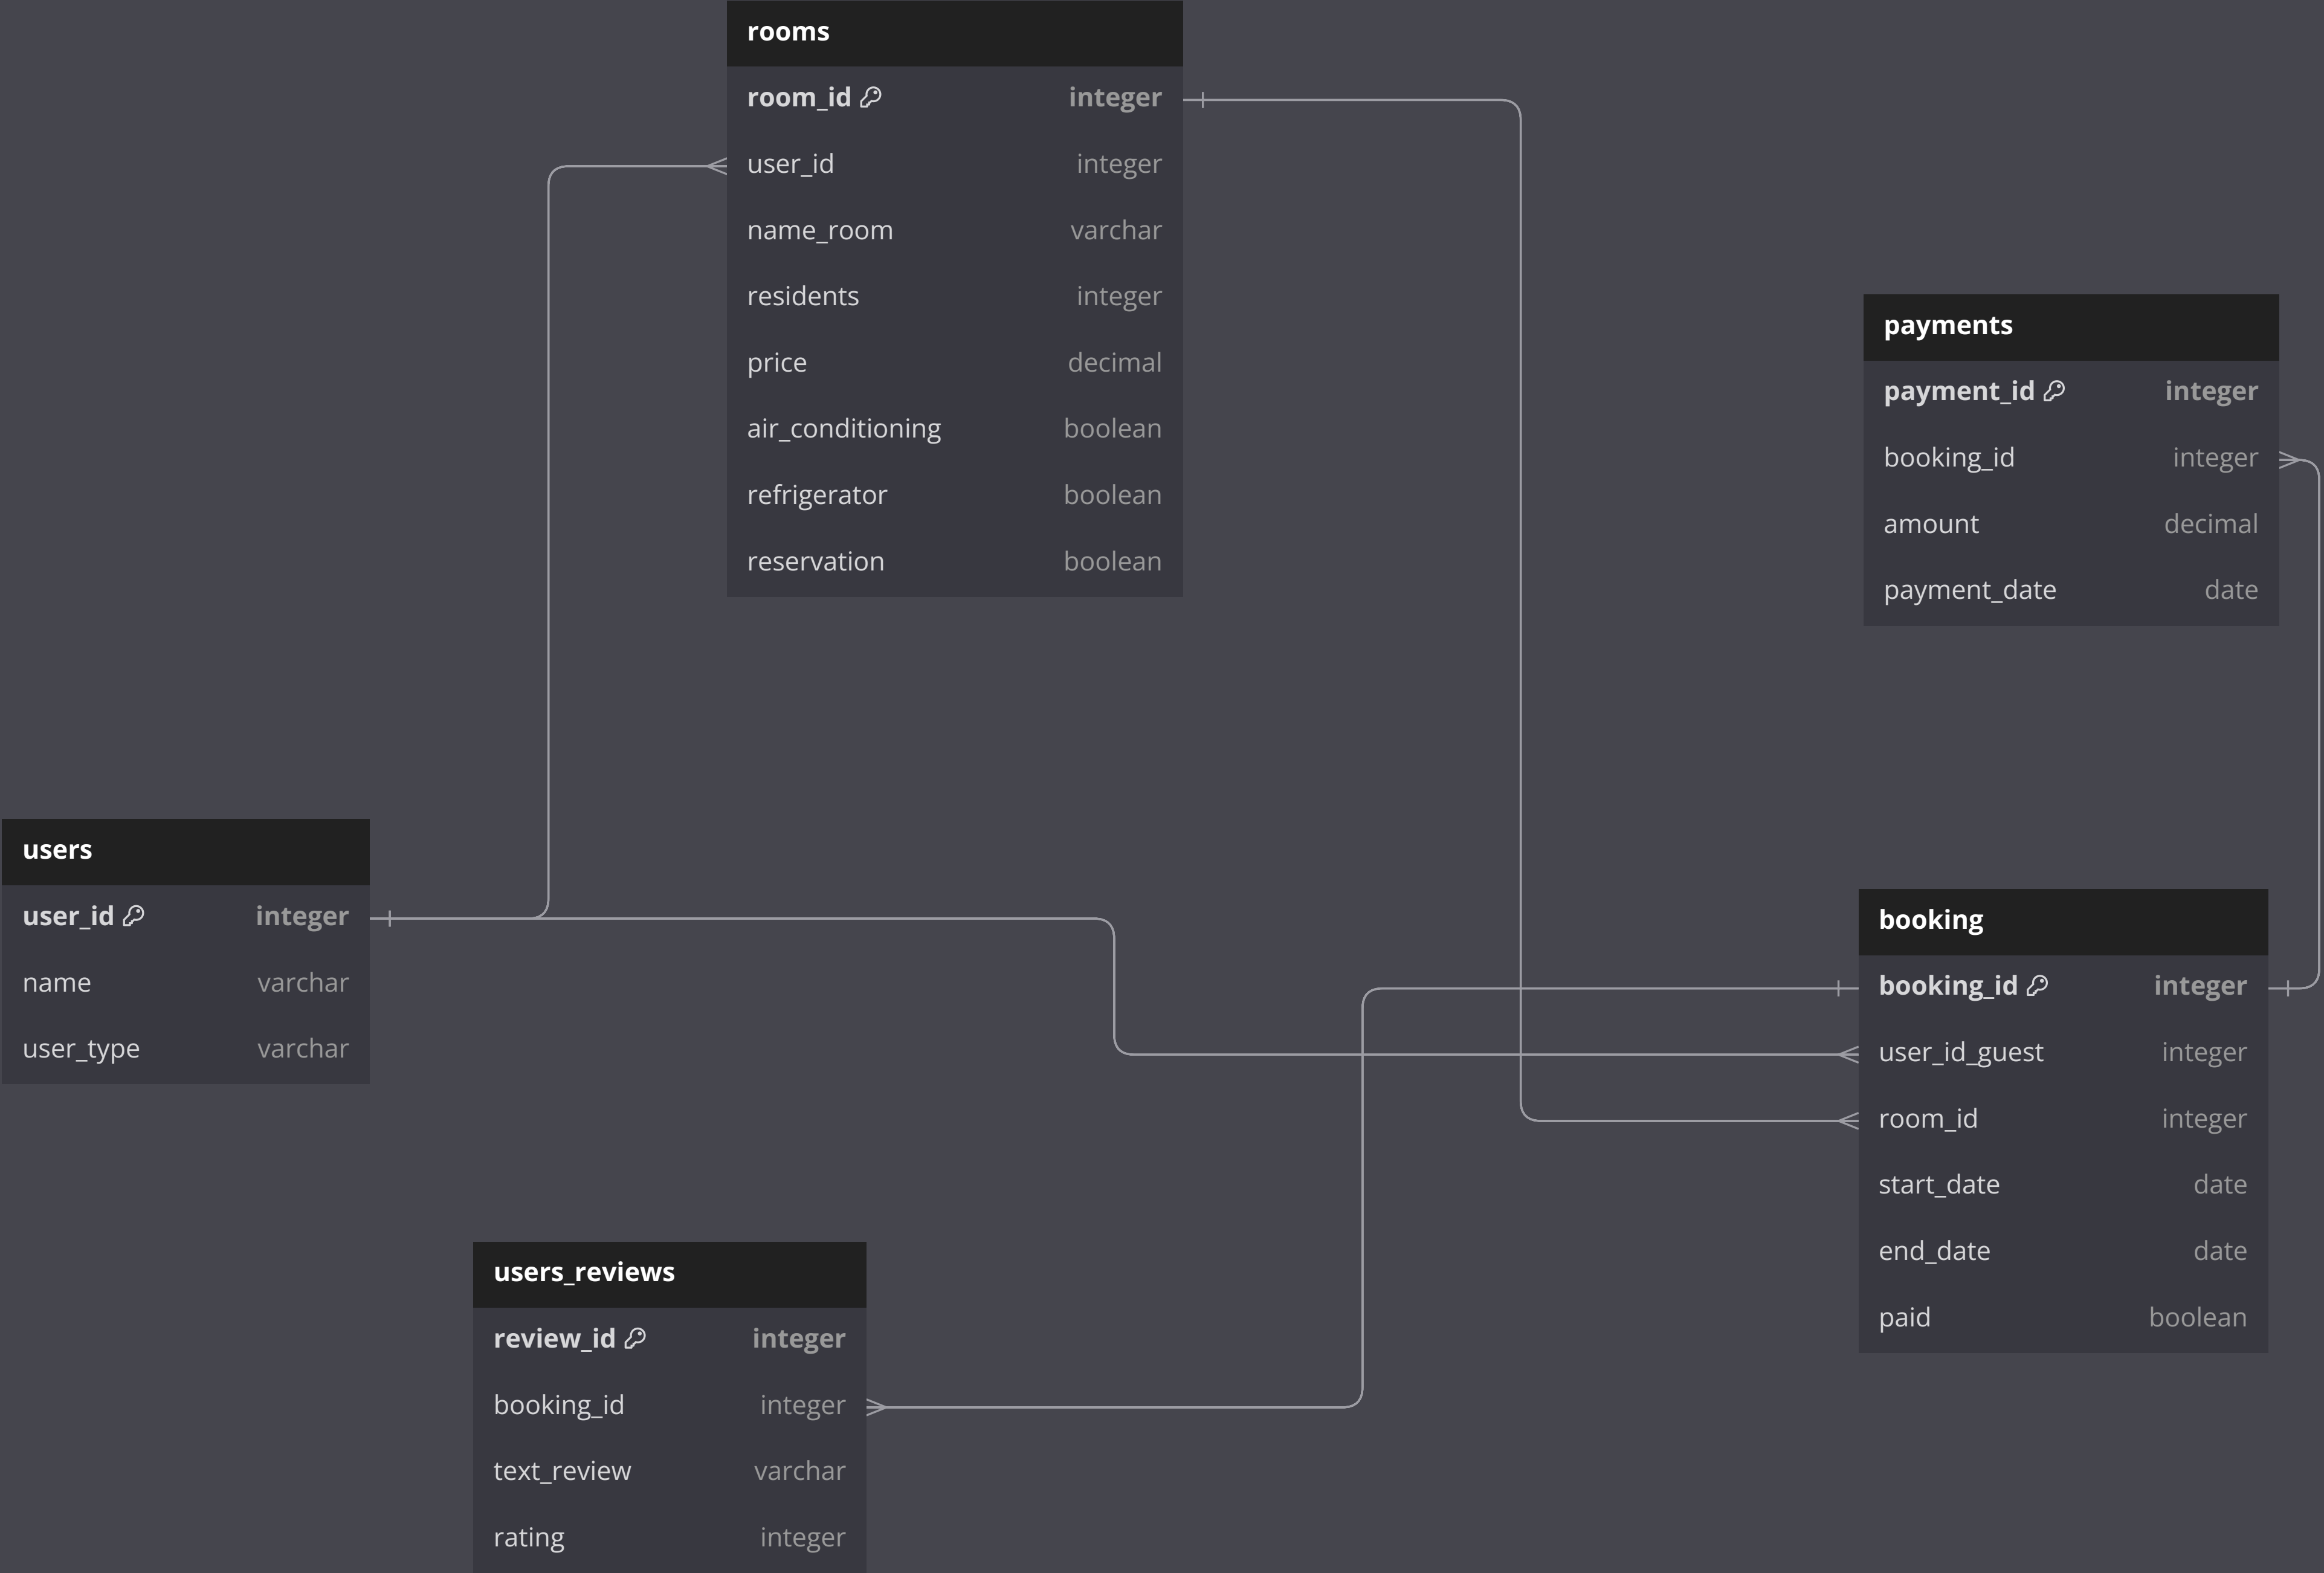 rooms
room_id integer
user_id integer
name_room varchar
residents integer
price decimal
air_conditioning boolean
refrigerator boolean
reservation boolean
payments
payment_id integer
booking_id integer
amount decimal
payment_date date
users
user_id integer
name varchar
user_type varchar
booking
booking_id integer
user_id_guest integer
room_id integer
start_date date
end_date date
paid boolean
users_reviews
review_id integer
booking_id integer
text_review varchar
rating integer